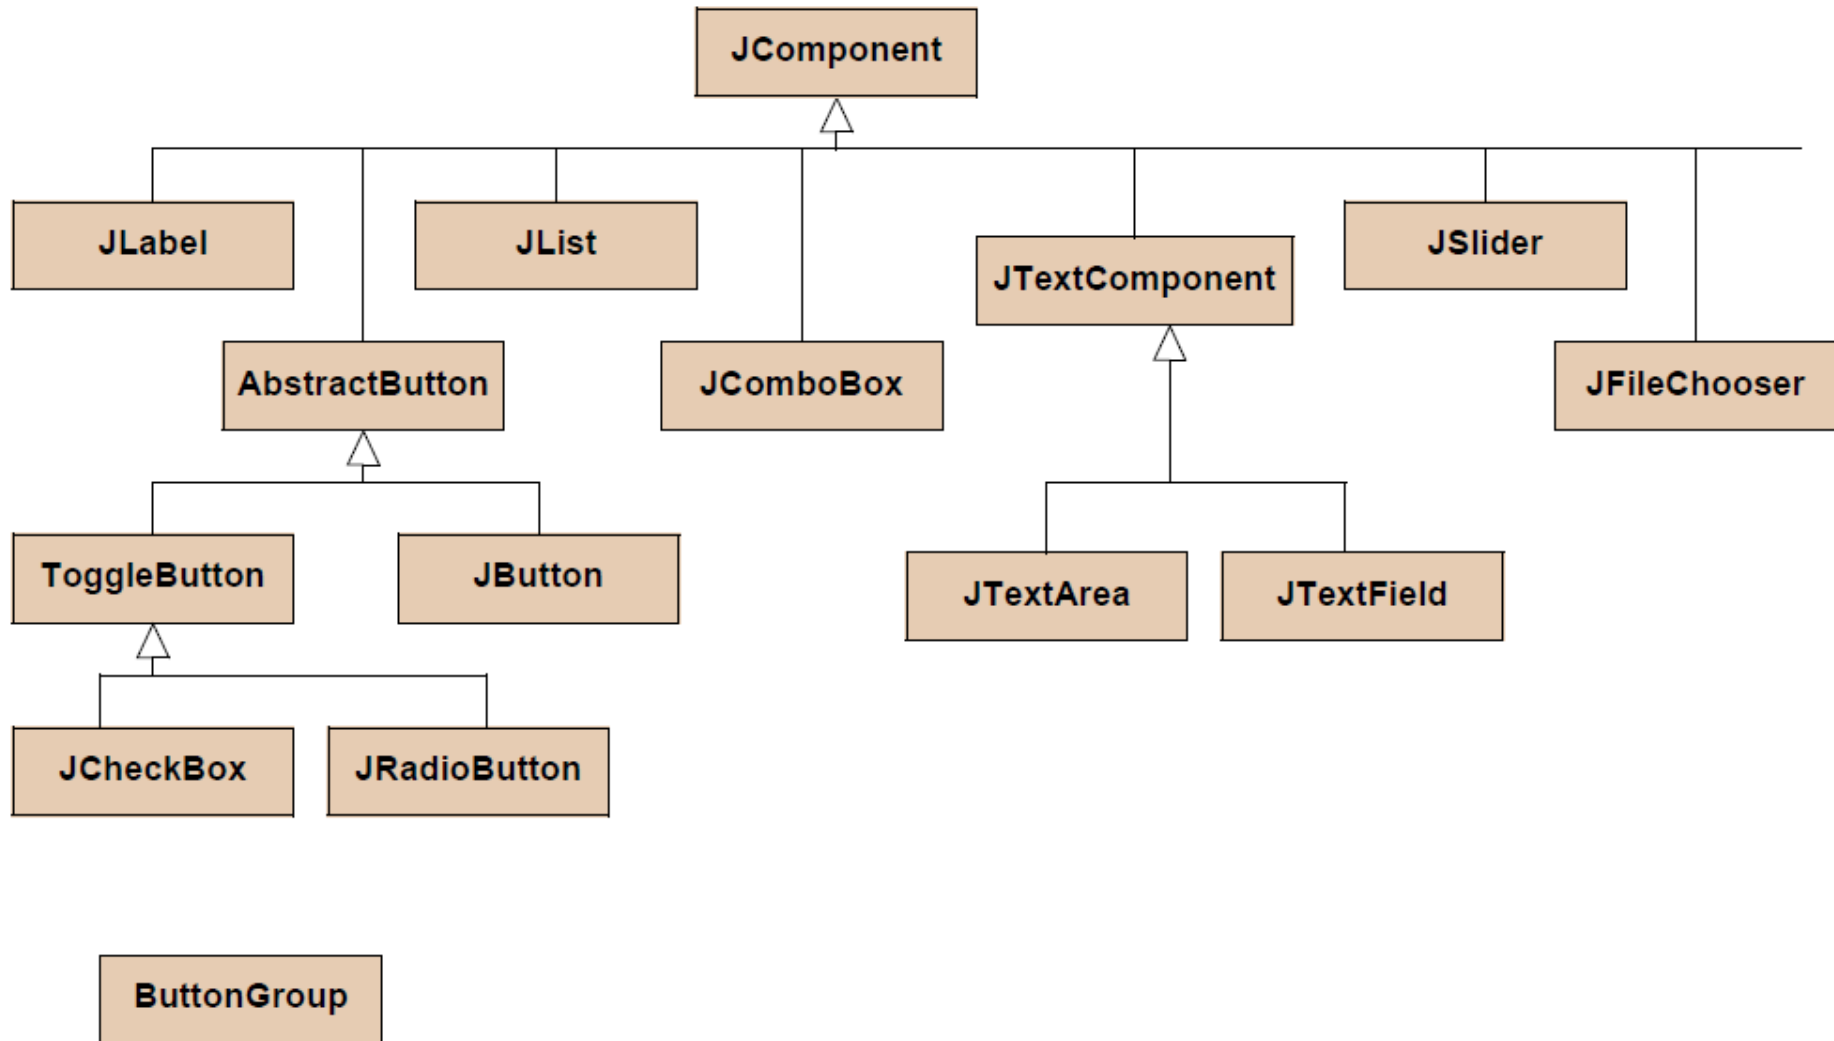 JComponent
JLabel
JList
JTextComponent
JSlider
AbstractButton
JComboBox
JFileChooser
ToggleButton
JButton
JTextArea
JTextField
JCheckBox
JRadioButton
ButtonGroup